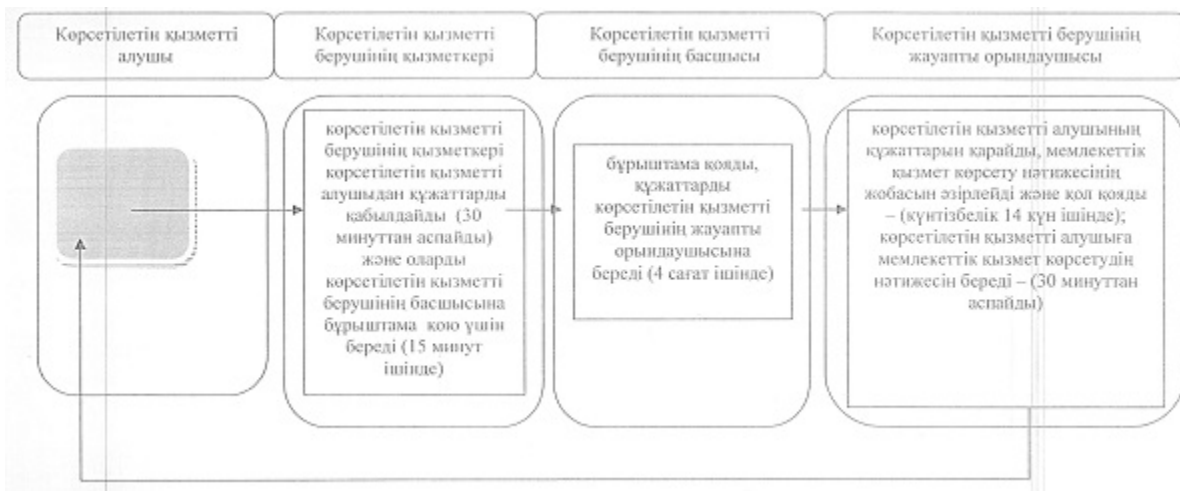 Көрсетілетін қызметті
алушы
Көрсетілетін қызметті
берушінің қызметкері
Көрсетілетін қызметті
берушінің басшысы
Көрсетілетін қызметті берушінің
жауапты орындаушысы
көрсетілетін қызметті
берушінің қызметкері
көрсетілетін қызметті
алушыдан құжаттарды
қабылдайды (30
минуттан аспайды)
және оларды
көрсетілетін қызметті
берушінің басшысына
бұрыштама қою үшін
береді (15 минут
ішінде)
бұрыштама қояды,
құжаттарды
көрсетілетін қызметті
берушінің жауапты
орындаушысына
береді (4 сағат ішінде)
көрсетілетін қызметті алушының
құжаттарын қарайды, мемлекеттік
қызмет көрсету нәтижесінің
жобасын әзірлейді және қол қояды
– (күнтізбелік 14 күн ішінде);
көрсетілетін қызметті алушыға
мемлекеттік қызмет көрсетудің
нәтижесін береді – (30 минуттан
аспайды)